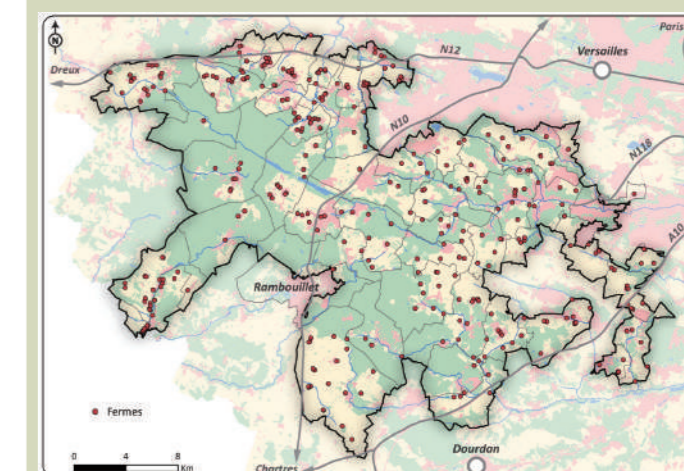 N
Paris
N12
Versailles
Dreux
N10
N118
A10
Rambouillet
Fermes
0 4 8
Km
Dourdan
Chartres